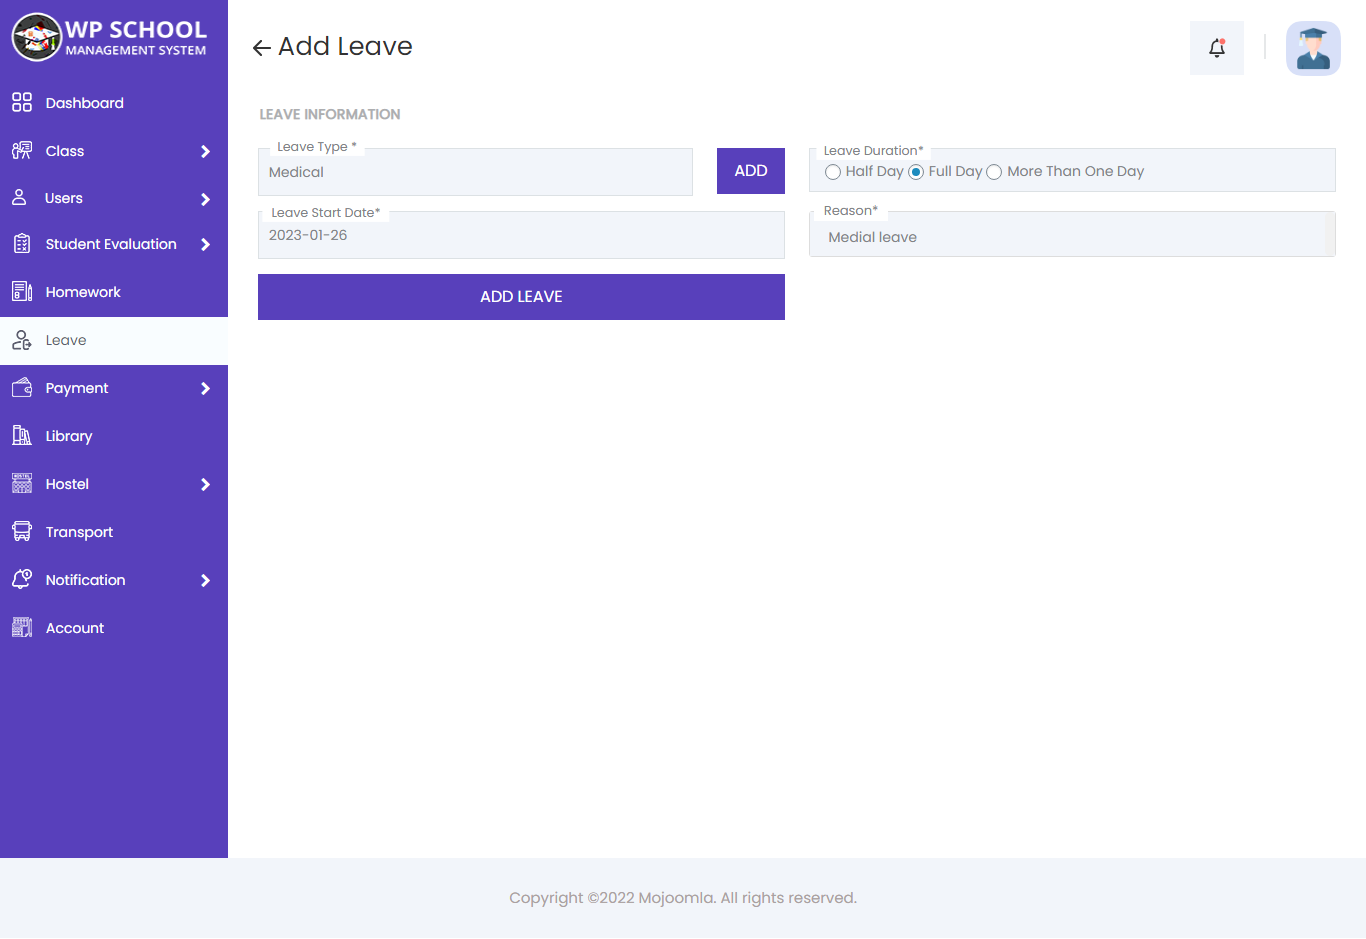 WP SCHOOL
MANAGEMENT SYSTEM
Dashboard
Class
Users
Student Evaluation
Homework
Leave
Payment
Library
Hostel
Transport
Notification
Account
Add Leave
LEAVE INFORMATION
Leave Type *
Medical
ADD
Leave Duration*
Half Day Full Day More Than One Day
Leave Start Date*
2023-01-26
Reason*
Medial leave
ADD LEAVE
Copyright ©2022 Mojoomla. All rights reserved.